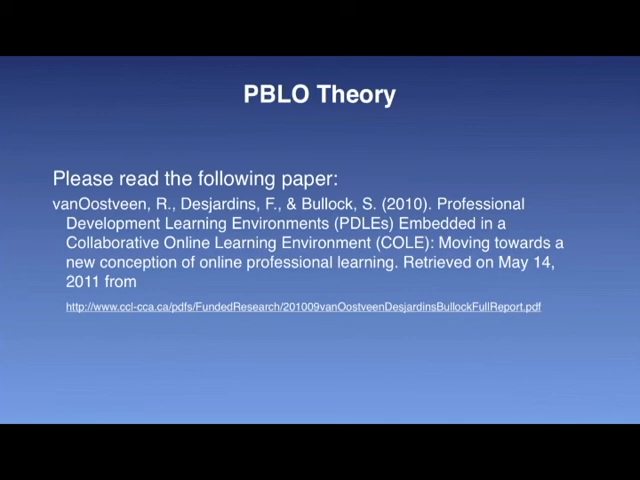 PBLO Theory
Please read the following paper:
vanOostveen, R., Desjardins, F., & Bullock, S. (2010). Professional
Development Learning Environments (PDLEs) Embedded in a
Collaborative Online Learning Environment (COLE): Moving towards a
new conception of online professional learning. Retrieved on May 14,
2011 from
http://www.ccl-cca.ca/pdfs/FundedResearch/201009vanOostveenDesjardinsBullockFullReport.pdf